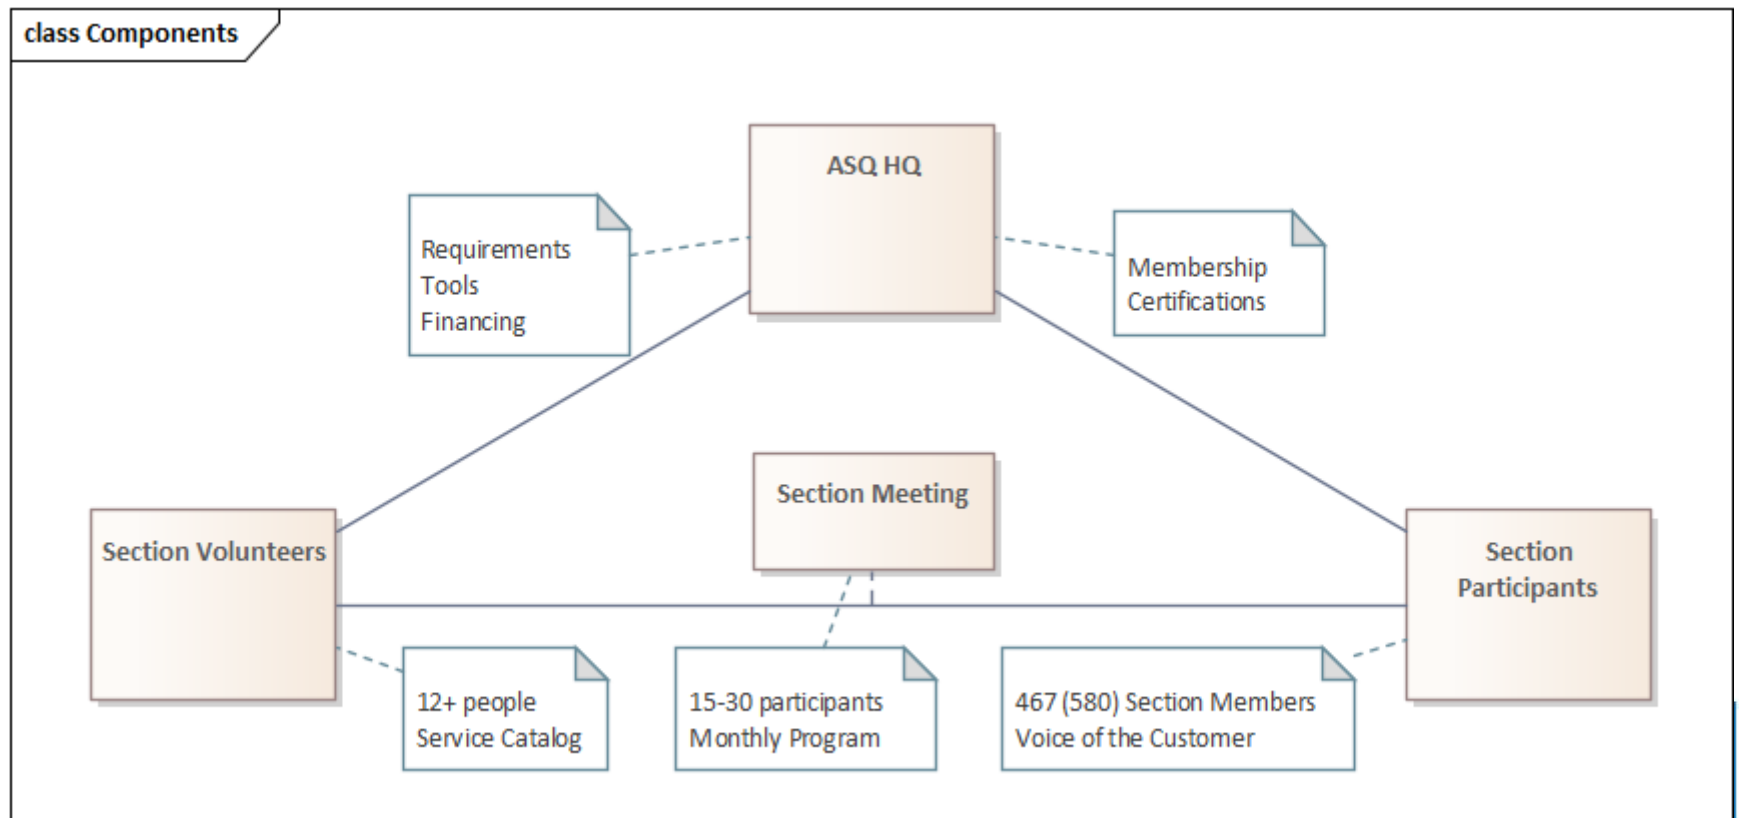 class Components
ASQ HQ
Requirements
Tools
Financing
Membership
Certifications
Section Meeting
Section Volunteers
Section
Participants
12+ people
Service Catalog
15-30 participants
Monthly Program
467 (580) Section Members
Voice of the Customer